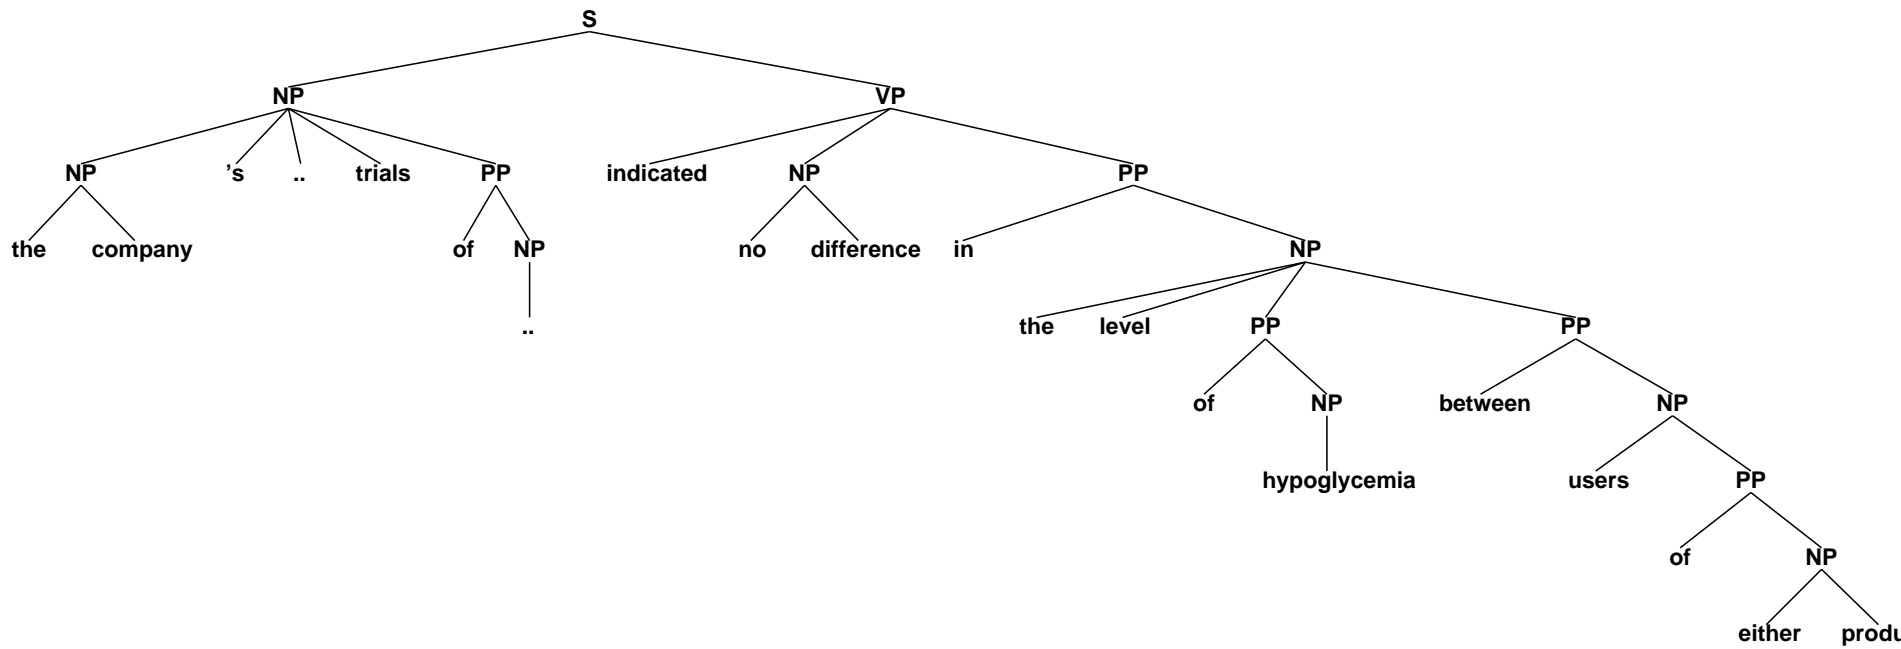 S
NP VP
NP 's .. trials PP indicated NP PP
the company of NP no difference in NP
.. the level PP PP
of NP between NP
hypoglycemia users PP
of NP
either